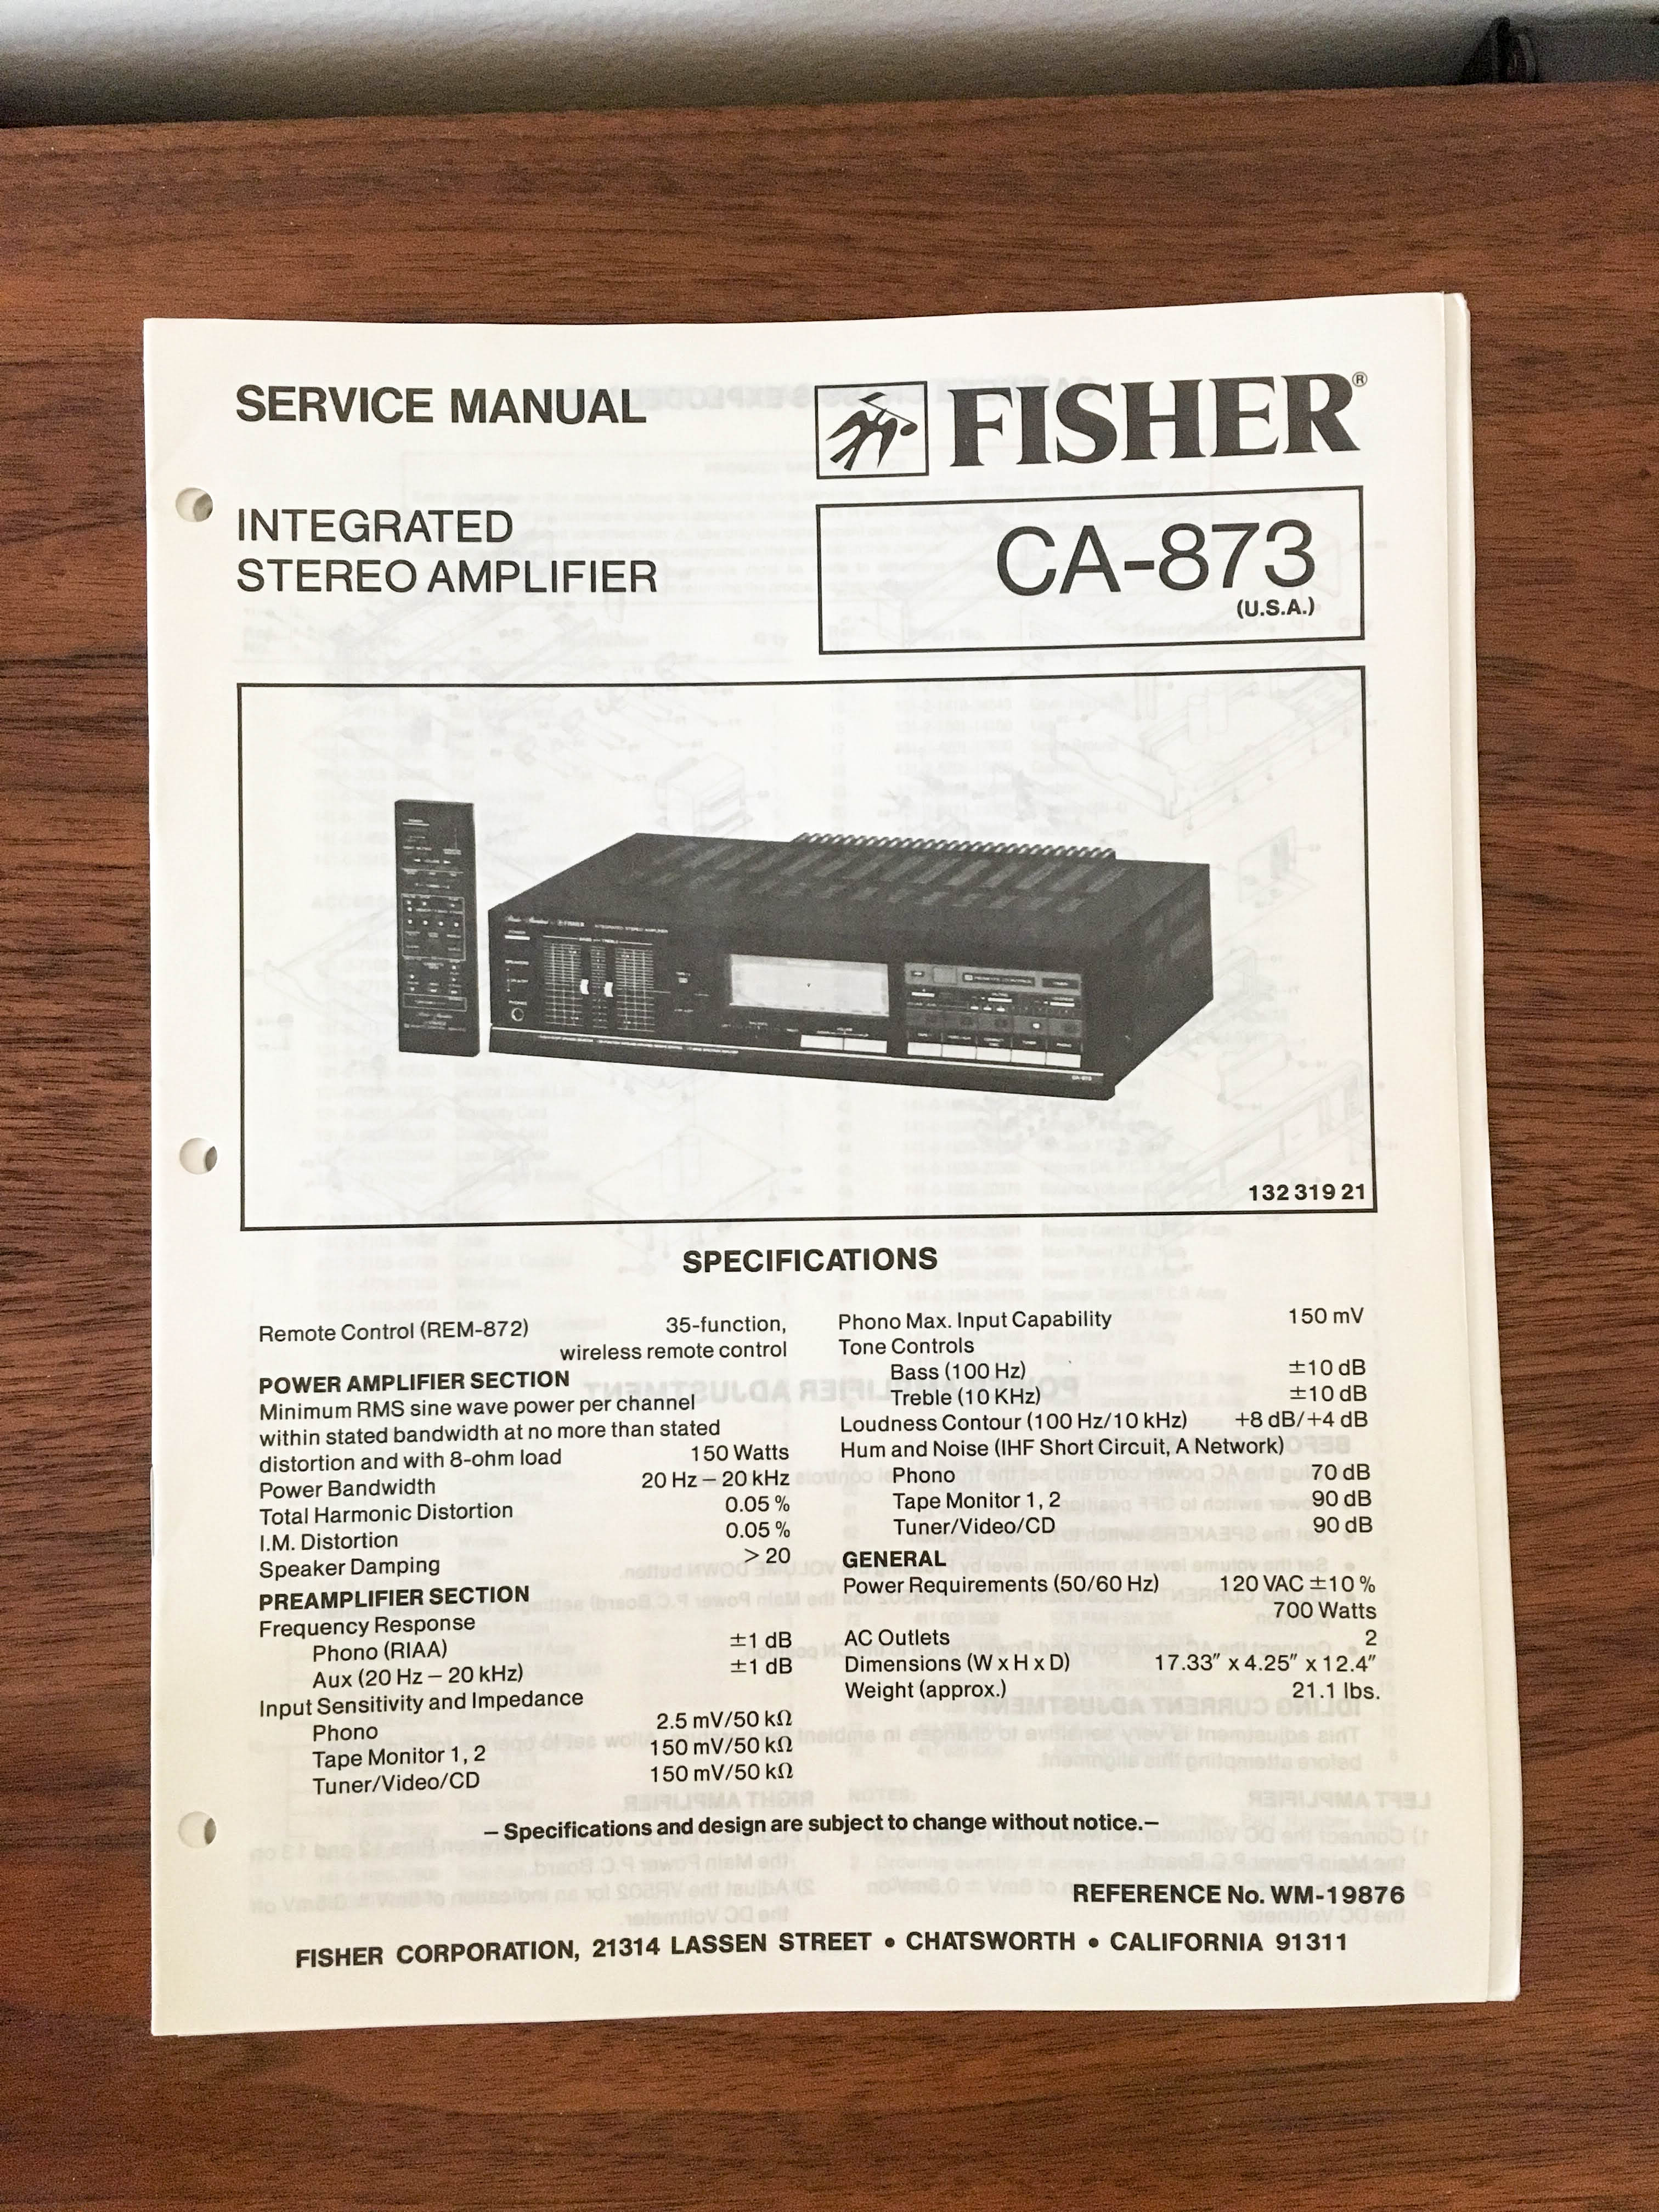 SERVICE MANUAL
FISHER®
INTEGRATED
STEREO AMPLIFIER
CA-873
(U.S.A.)
FISHER
INTEGRATED STEREO AMPLIFIER
POWER
SPEAKERS
PHONES
CA-873
132 319 21
SPECIFICATIONS
Remote Control (REM-872) 35-function,
wireless remote control
POWER AMPLIFIER SECTION
Minimum RMS sine wave power per channel
within stated bandwidth at no more than stated
distortion and with 8-ohm load 150 Watts
Power Bandwidth 20 Hz – 20 kHz
Total Harmonic Distortion 0.05 %
I.M. Distortion 0.05 %
Speaker Damping > 20
PREAMPLIFIER SECTION
Frequency Response
Phono (RIAA) ±1 dB
Aux (20 Hz – 20 kHz) ±1 dB
Input Sensitivity and Impedance
Phono 2.5 mV/50 kΩ
Tape Monitor 1, 2 150 mV/50 kΩ
Tuner/Video/CD 150 mV/50 kΩ
Phono Max. Input Capability 150 mV
Tone Controls
Bass (100 Hz) ±10 dB
Treble (10 KHz) ±10 dB
Loudness Contour (100 Hz/10 kHz) +8 dB/+4 dB
Hum and Noise (IHF Short Circuit, A Network)
Phono 70 dB
Tape Monitor 1, 2 90 dB
Tuner/Video/CD 90 dB
GENERAL
Power Requirements (50/60 Hz) 120 VAC ±10 %
700 Watts
AC Outlets 2
Dimensions (W x H x D) 17.33″ x 4.25″ x 12.4″
Weight (approx.) 21.1 lbs.
– Specifications and design are subject to change without notice.–
REFERENCE No. WM-19876
FISHER CORPORATION, 21314 LASSEN STREET • CHATSWORTH • CALIFORNIA 91311